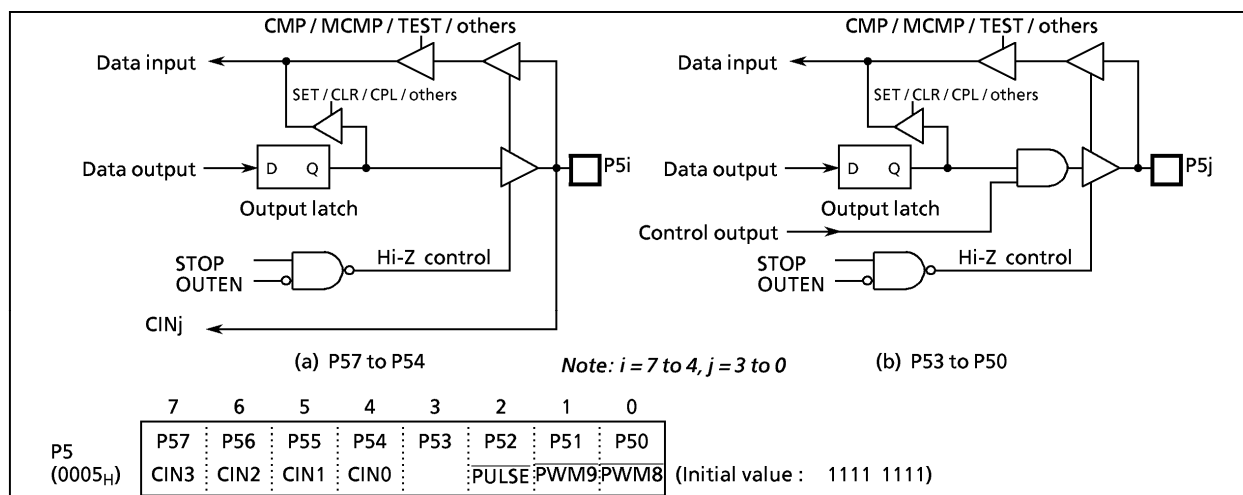 CMP / MCMP / TEST / others
Data input
SET / CLR / CPL / others
Data output
D Q
P5i
Output latch
STOP
OUTEN
Hi-Z control
CINj
(a) P57 to P54
CMP / MCMP / TEST / others
Data input
SET / CLR / CPL / others
Data output
D Q
P5j
Output latch
Control output
STOP
OUTEN
Hi-Z control
(b) P53 to P50
Note: i = 7 to 4, j = 3 to 0
7 6 5 4 3 2 1 0
P5
(0005H)
P57 P56 P55 P54 P53 P52 P51 P50
CIN3 CIN2 CIN1 CIN0 PULSE PWM9 PWM8
(Initial value : 1111 1111)